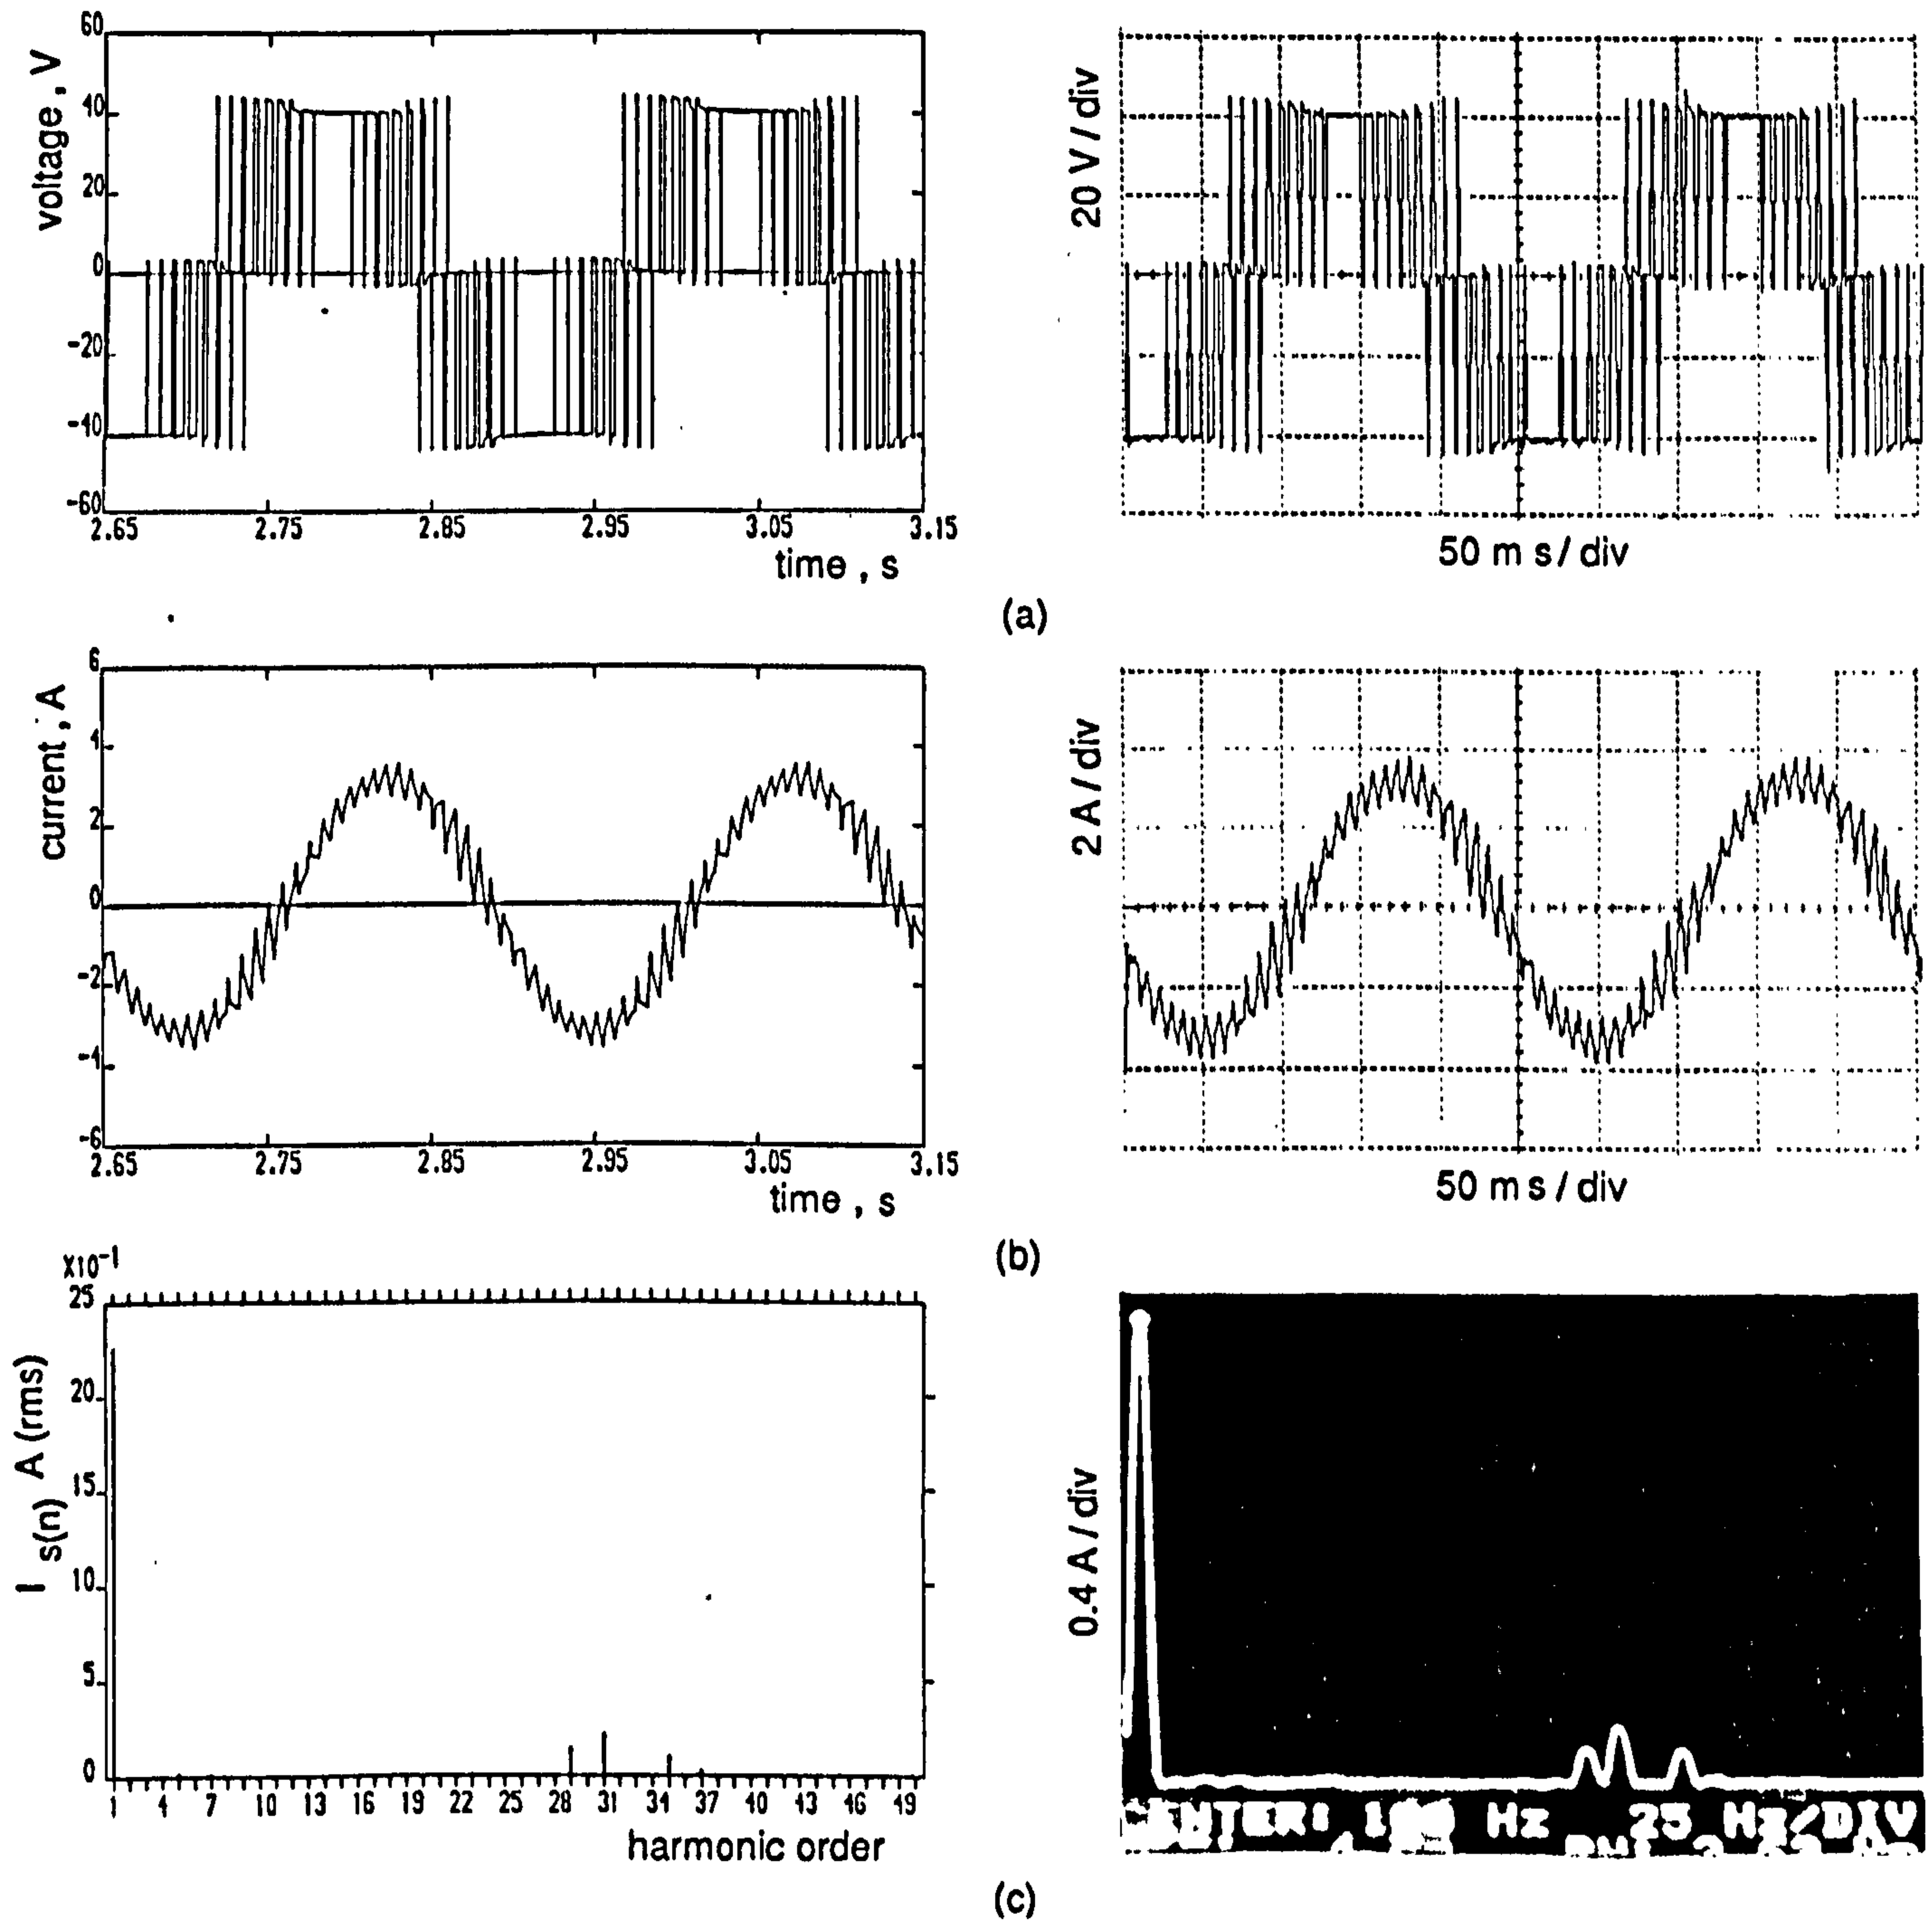 60
40
20
0
-20
-40
-60
voltage , V
2.65 2.75 2.85 2.95 3.05 3.15
time , s
20 V / div
50 m s / div
(a)
6
4
2
0
-2
-4
-6
current , A
2.65 2.75 2.85 2.95 3.05 3.15
time , s
2 A / div
50 m s / div
(b)
X10-1
25
20
15
10
5
0
I s(n) A (rms)
1 4 7 10 13 16 19 22 25 28 31 34 37 40 43 46 49
harmonic order
0.4 A / div
CENTER: Hz 25 Hz/DIV
(c)